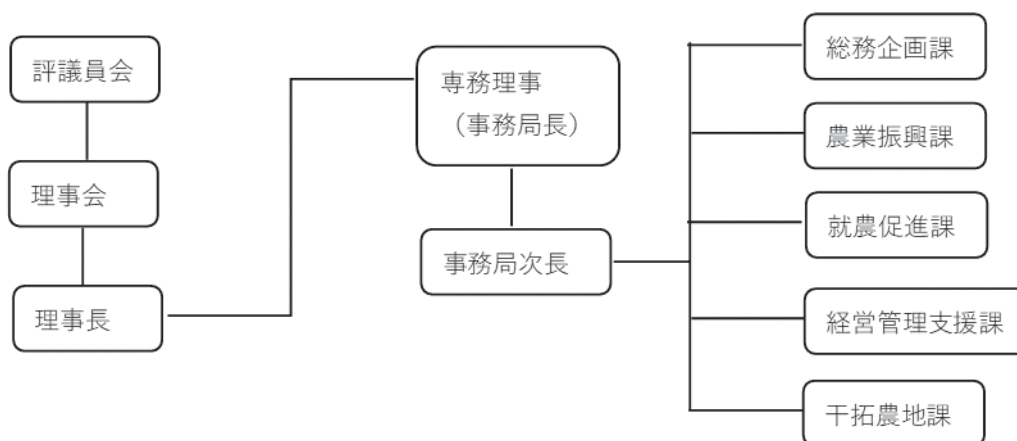 評議員会
理事会
理事長
専務理事
（事務局長）
事務局次長
総務企画課
農業振興課
就農促進課
経営管理支援課
干拓農地課